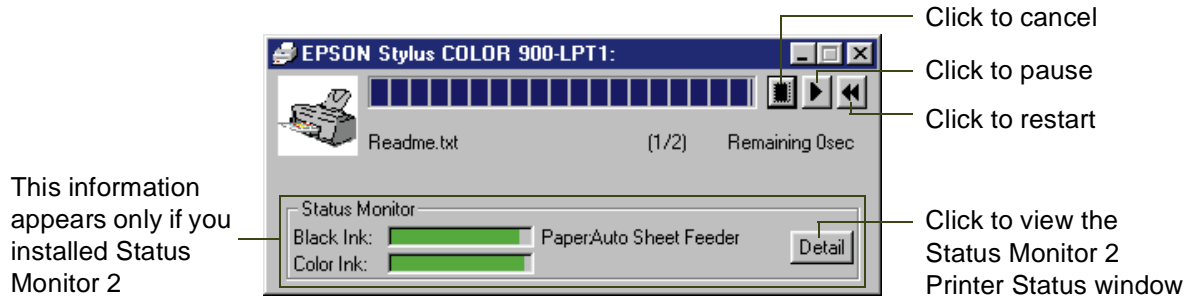 Click to cancel
EPSON Stylus COLOR 900-LPT1:
Click to pause
Click to restart
Readme.txt (1/2) Remaining 0sec
This information
appears only if you
installed Status
Monitor 2
Status Monitor
Black Ink: Paper:Auto Sheet Feeder
Color Ink:
Detail
Click to view the
Status Monitor 2
Printer Status window